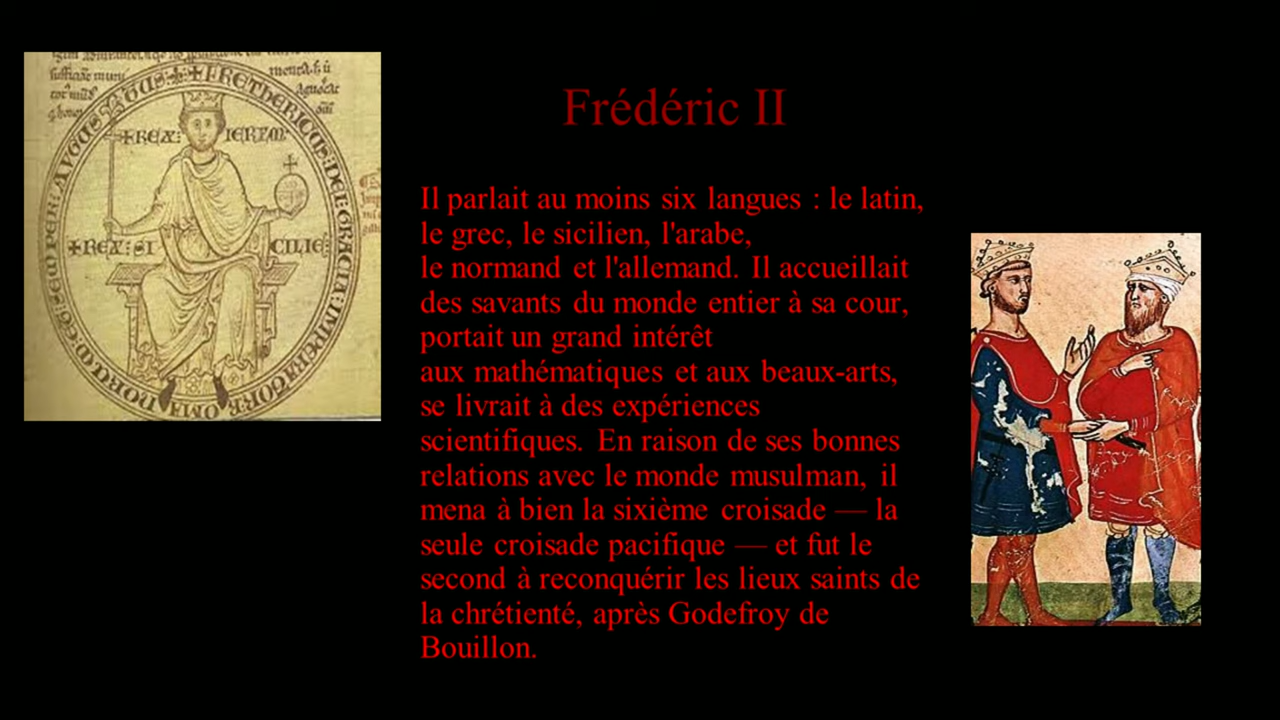 Frédéric II
Il parlait au moins six langues : le latin,
le grec, le sicilien, l'arabe,
le normand et l'allemand. Il accueillait
des savants du monde entier à sa cour,
portait un grand intérêt
aux mathématiques et aux beaux-arts,
se livrait à des expériences
scientifiques. En raison de ses bonnes
relations avec le monde musulman, il
mena à bien la sixième croisade — la
seule croisade pacifique — et fut le
second à reconquérir les lieux saints de
la chrétienté, après Godefroy de
Bouillon.
+REX: IERLM
+REX: SI CILIE